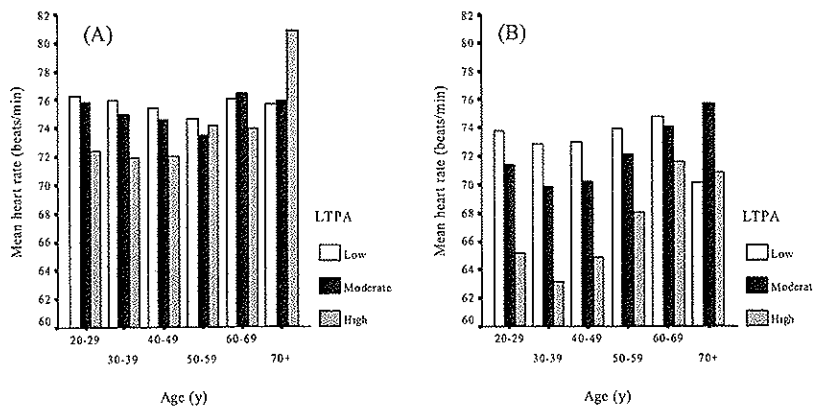 (A)
Mean heart rate (beats/min)
82
80
78
76
74
72
70
68
66
64
62
60
20-29
40-49
60-69
30-39
50-59
70+
Age (y)
LTPA
Low
Moderate
High
(B)
Mean heart rate (beats/min)
82
80
78
76
74
72
70
68
66
64
62
60
20-29
40-49
60-69
30-39
50-59
70+
Age (y)
LTPA
Low
Moderat
High